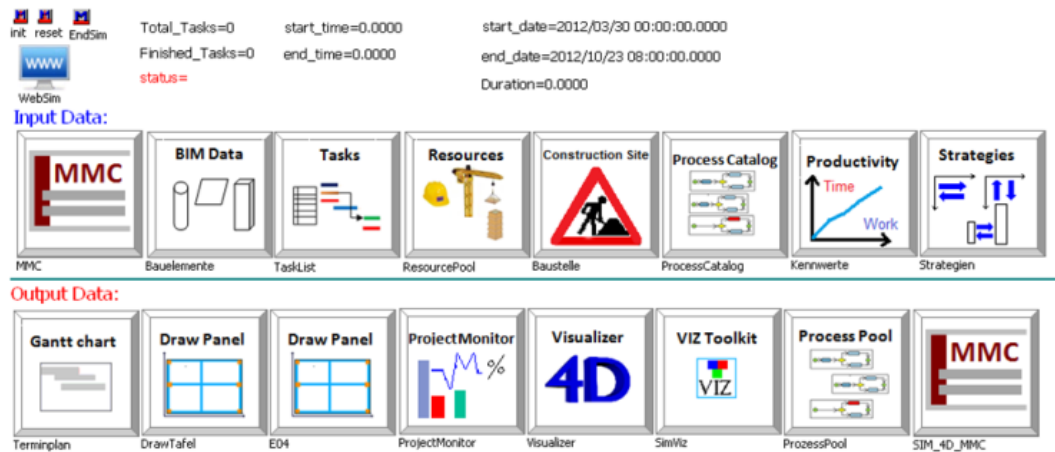 init reset EndSim
Total_Tasks=0 start_time=0.0000 start_date=2012/03/30 00:00:00.0000
Finished_Tasks=0 end_time=0.0000 end_date=2012/10/23 08:00:00.0000
status= Duration=0.0000
WWW
WebSim
Input Data:
MMC BIM Data Tasks Resources Construction Site Process Catalog Productivity Strategies
Time
Work
MMC Bauelemente TaskList ResourcePool Baustelle ProcessCatalog Kennwerte Strategien
Output Data:
Gantt chart Draw Panel Draw Panel ProjectMonitor Visualizer VIZ Toolkit Process Pool MMC
% 4D VIZ
Terminplan DrawTafel E04 ProjectMonitor Visualizer SimViz ProzessPool SIM_4D_MMC